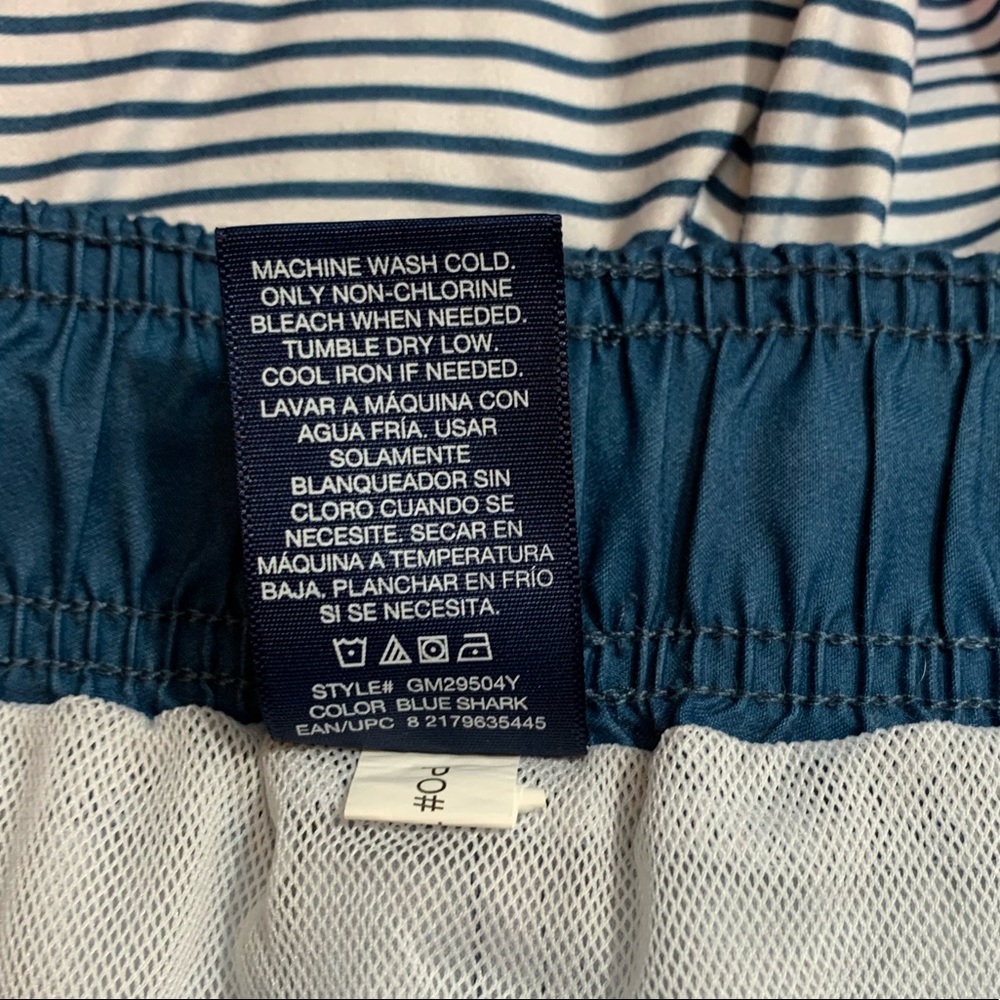 MACHINE WASH COLD.
ONLY NON-CHLORINE
BLEACH WHEN NEEDED.
TUMBLE DRY LOW.
COOL IRON IF NEEDED.
LAVAR A MÁQUINA CON
AGUA FRÍA. USAR
SOLAMENTE
BLANQUEADOR SIN
CLORO CUANDO SE
NECESITE. SECAR EN
MÁQUINA A TEMPERATURA
BAJA. PLANCHAR EN FRÍO
SI SE NECESITA.
STYLE# GM29504Y
COLOR BLUE SHARK
EAN/UPC 8 2179635445
PO#